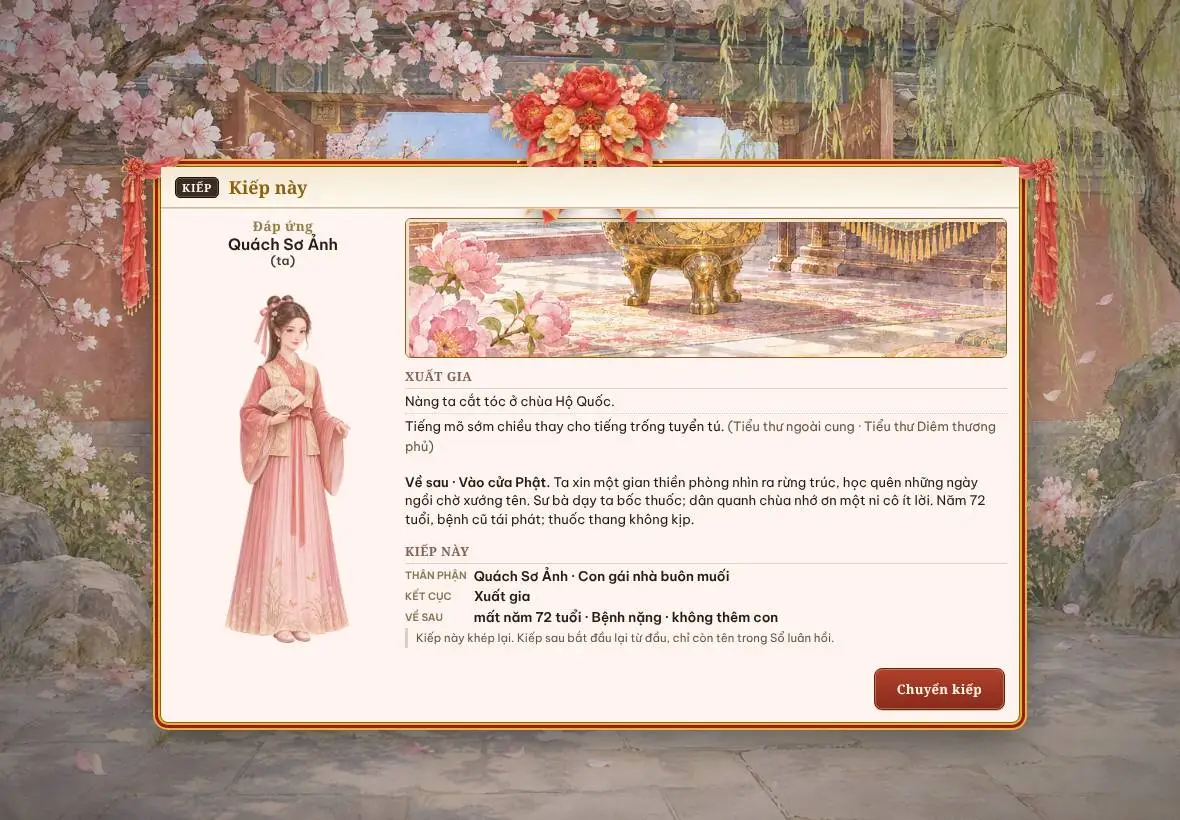 KIẾP Kiếp này
Đáp ứng
Quách Sơ Ảnh
(ta)
XUẤT GIA
Nàng ta cắt tóc ở chùa Hộ Quốc.
Tiếng mõ sớm chiều thay cho tiếng trống tuyển tú. (Tiểu thư ngoài cung · Tiểu thư Diêm thương
phủ)
Về sau · Vào cửa Phật. Ta xin một gian thiền phòng nhìn ra rừng trúc, học quên những ngày
ngồi chờ xướng tên. Sư bà dạy ta bốc thuốc; dân quanh chùa nhớ ơn một ni cô ít lời. Năm 72
tuổi, bệnh cũ tái phát; thuốc thang không kịp.
KIẾP NÀY
THÂN PHẬN Quách Sơ Ảnh · Con gái nhà buôn muối
KẾT CỤC Xuất gia
VỀ SAU mất năm 72 tuổi · Bệnh nặng · không thêm con
Kiếp này khép lại. Kiếp sau bắt đầu lại từ đầu, chỉ còn tên trong Sổ luân hồi.
Chuyển kiếp